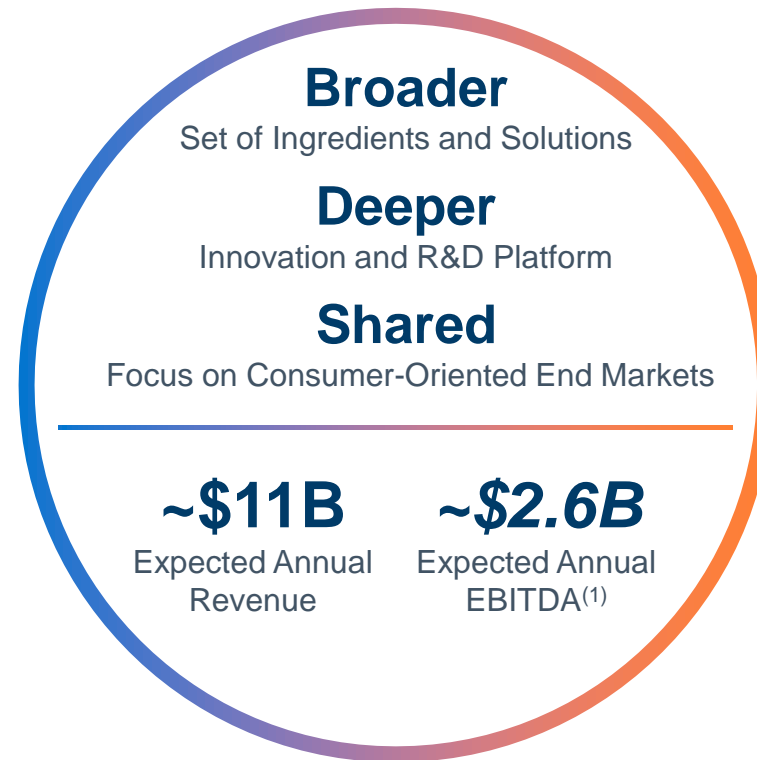 Broader
Set of Ingredients and Solutions
Deeper
Innovation and R&D Platform
Shared
Focus on Consumer-Oriented End Markets
~$11B ~$2.6B
Expected Annual Expected Annual
Revenue EBITDA(1)